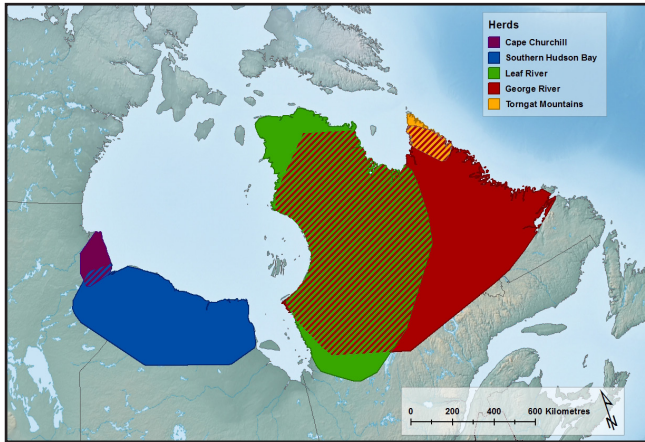 Herds
Cape Churchill
Southern Hudson Bay
Leaf River
George River
Torngat Mountains
0 200 400 600 Kilometres
N